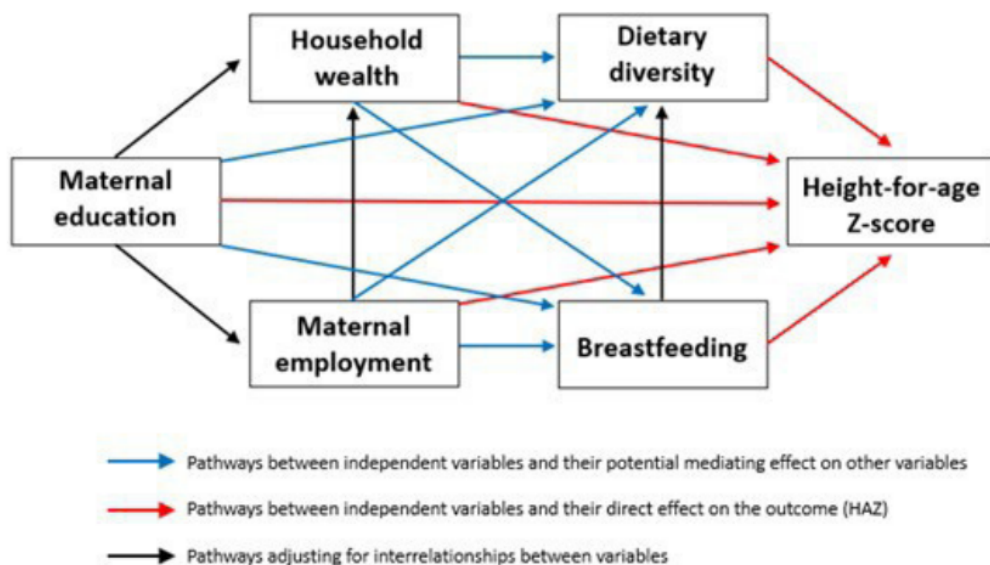 Household
wealth
Dietary
diversity
Maternal
education
Height-for-age
Z-score
Maternal
employment
Breastfeeding
Pathways between independent variables and their potential mediating effect on other variables
Pathways between independent variables and their direct effect on the outcome (HAZ)
Pathways adjusting for interrelationships between variables